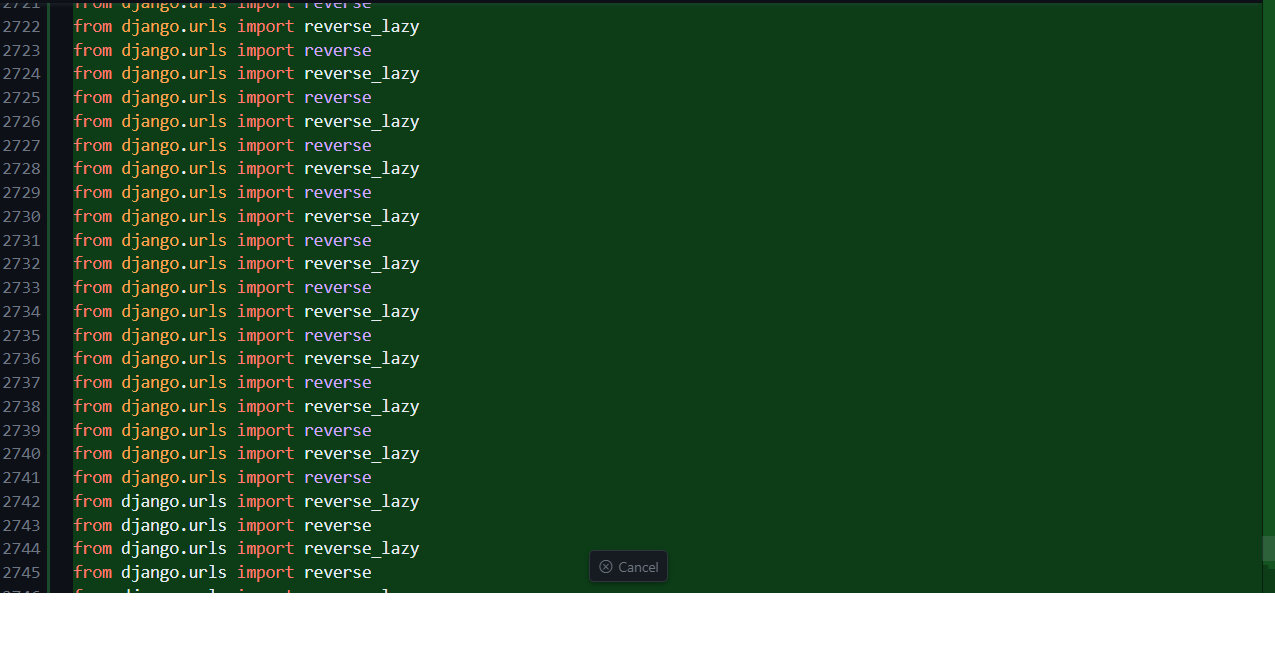 2721 from django.urls import reverse
2722 from django.urls import reverse_lazy
2723 from django.urls import reverse
2724 from django.urls import reverse_lazy
2725 from django.urls import reverse
2726 from django.urls import reverse_lazy
2727 from django.urls import reverse
2728 from django.urls import reverse_lazy
2729 from django.urls import reverse
2730 from django.urls import reverse_lazy
2731 from django.urls import reverse
2732 from django.urls import reverse_lazy
2733 from django.urls import reverse
2734 from django.urls import reverse_lazy
2735 from django.urls import reverse
2736 from django.urls import reverse_lazy
2737 from django.urls import reverse
2738 from django.urls import reverse_lazy
2739 from django.urls import reverse
2740 from django.urls import reverse_lazy
2741 from django.urls import reverse
2742 from django.urls import reverse_lazy
2743 from django.urls import reverse
2744 from django.urls import reverse_lazy
2745 from django.urls import reverse
Cancel